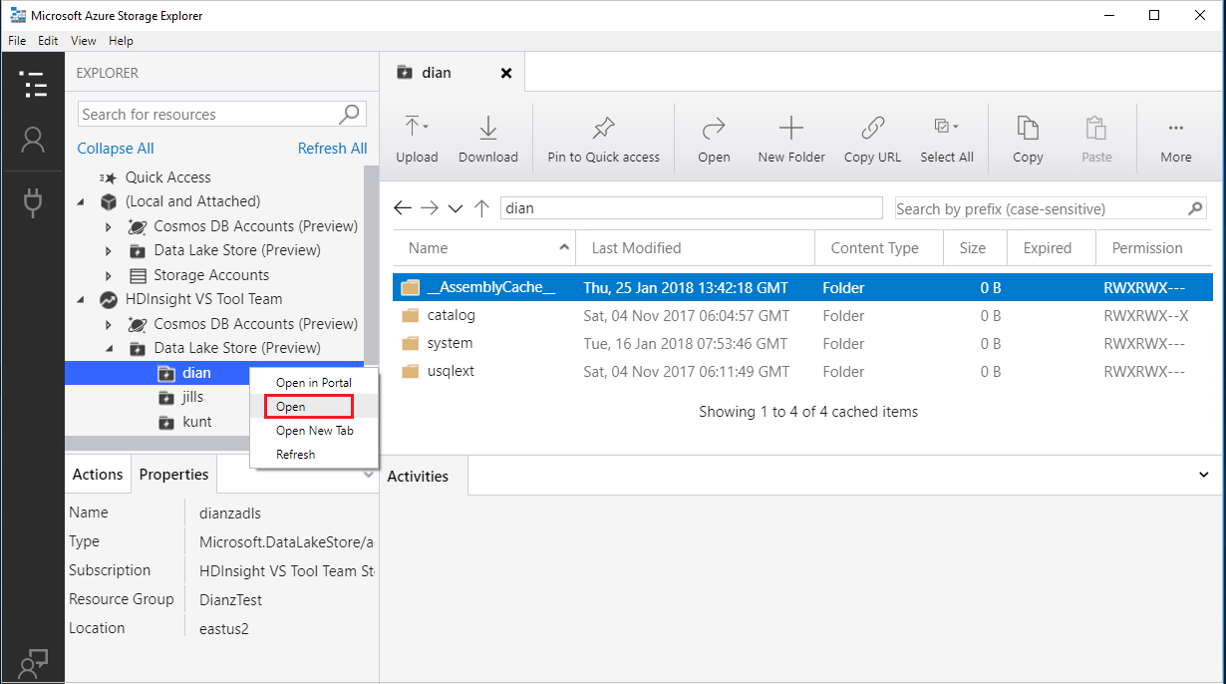 Microsoft Azure Storage Explorer
File Edit View Help
EXPLORER
Search for resources
Collapse All Refresh All
Quick Access
(Local and Attached)
Cosmos DB Accounts (Preview)
Data Lake Store (Preview)
Storage Accounts
HDInsight VS Tool Team
Cosmos DB Accounts (Preview)
Data Lake Store (Preview)
dian
jills
kunt
Open in Portal
Open
Open New Tab
Refresh
Actions Properties
Name dianzadls
Type Microsoft.DataLakeStore/a
Subscription HDInsight VS Tool Team St
Resource Group DianzTest
Location eastus2
dian
Upload Download Pin to Quick access Open New Folder Copy URL Select All Copy Paste More
dian Search by prefix (case-sensitive)
Name Last Modified Content Type Size Expired Permission
__AssemblyCache__ Thu, 25 Jan 2018 13:42:18 GMT Folder 0 B RWXRWX---
catalog Sat, 04 Nov 2017 06:04:57 GMT Folder 0 B RWXRWX--X
system Tue, 16 Jan 2018 07:53:46 GMT Folder 0 B RWXRWX---
usqlext Sat, 04 Nov 2017 06:11:49 GMT Folder 0 B RWXRWX---
Showing 1 to 4 of 4 cached items
Activities